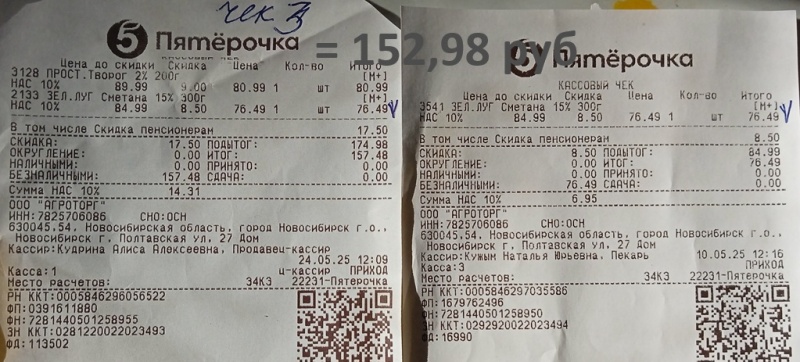 чек
= 152,98 руб
Пятёрочка
КАССОВЫЙ ЧЕК
Цена до скидки Скидка Цена Кол-во Итого
3128 ПРОСТ.Творог 2% 200г [М+]
НДС 10% 89.99 9.00 80.99 1 шт 80.99
2133 ЗЕЛ.ЛУГ Сметана 15% 300г [М+]
НДС 10% 84.99 8.50 76.49 1 шт 76.49
В том числе Скидка пенсионерам 17.50
СКИДКА: 17.50 ПОДЫТОГ: 174.98
ОКРУГЛЕНИЕ: 0.00 ИТОГ: 157.48
НАЛИЧНЫМИ: 0.00 ПРИНЯТО: 0.00
БЕЗНАЛИЧНЫМИ: 157.48 СДАЧА: 0.00
Сумма НДС 10% 14.31
ООО "АГРОТОРГ"
ИНН:7825706086 СНО:ОСН
630045,54, Новосибирская область, город Новосибирск г.о.,
Новосибирск г, Полтавская ул, 27 Дом
Кассир:Кудрина Алиса Алексеевна, Продавец-кассир
24.05.25 12:09
Касса:1 ц-кассир ПРИХОД
Место расчетов: 34К3 22231-Пятерочка
РН ККТ:0005846296056522
ФП:0391611880
ФН:7281440501258955
ЗН ККТ:0281220022023493
ФД:113502
5 Пятёрочка
КАССОВЫЙ ЧЕК
Цена до скидки Скидка Цена Кол-во Итого
3541 ЗЕЛ.ЛУГ Сметана 15% 300г [М+]
НДС 10% 84.99 8.50 76.49 1 шт 76.49
В том числе Скидка пенсионерам 8.50
СКИДКА: 8.50 ПОДЫТОГ: 84.99
ОКРУГЛЕНИЕ: 0.00 ИТОГ: 76.49
НАЛИЧНЫМИ: 0.00 ПРИНЯТО: 0.00
БЕЗНАЛИЧНЫМИ: 76.49 СДАЧА: 0.00
Сумма НДС 10% 6.95
ООО "АГРОТОРГ"
ИНН:7825706086 СНО:ОСН
630045,54, Новосибирская область, город Новосибирск г.о.,
Новосибирск г, Полтавская ул, 27 Дом
Кассир:Кужым Наталья Юрьевна, Пекарь 10.05.25 12:16
Касса:3 ПРИХОД
Место расчетов: 34К3 22231-Пятерочка
РН ККТ:0005846297035586
ФП:1679762496
ФН:7281440501258950
ЗН ККТ:0292920022023494
ФД:16990